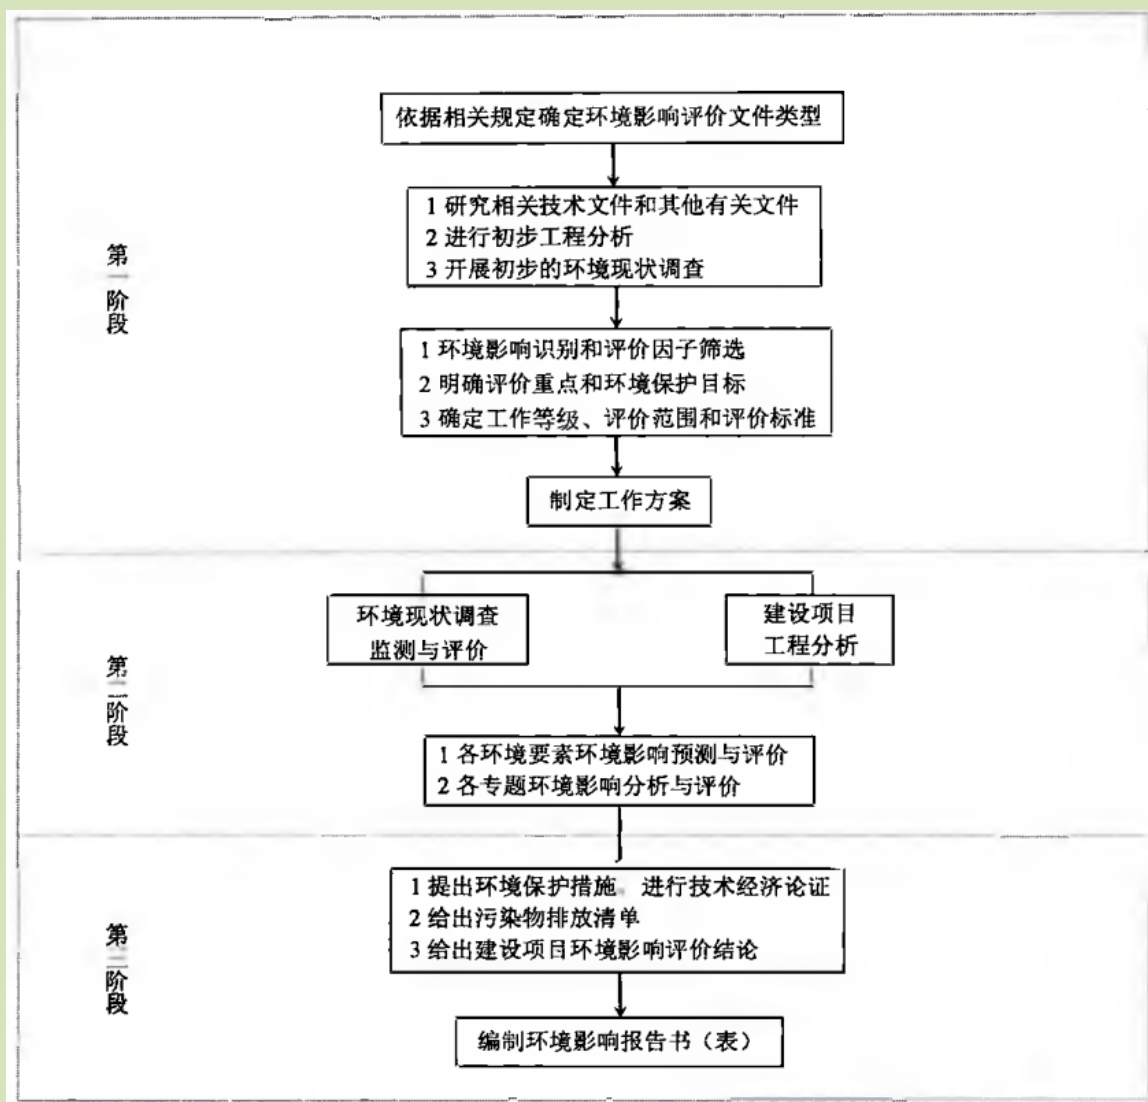 依据相关规定确定环境影响评价文件类型
1 研究相关技术文件和其他有关文件
2 进行初步工程分析
3 开展初步的环境现状调查
第一阶段
1 环境影响识别和评价因子筛选
2 明确评价重点和环境保护目标
3 确定工作等级、评价范围和评价标准
制定工作方案
环境现状调查
监测与评价
建设项目
工程分析
第二阶段
1 各环境要素环境影响预测与评价
2 各专题环境影响分析与评价
1 提出环境保护措施、进行技术经济论证
2 给出污染物排放清单
3 给出建设项目环境影响评价结论
第三阶段
编制环境影响报告书（表）